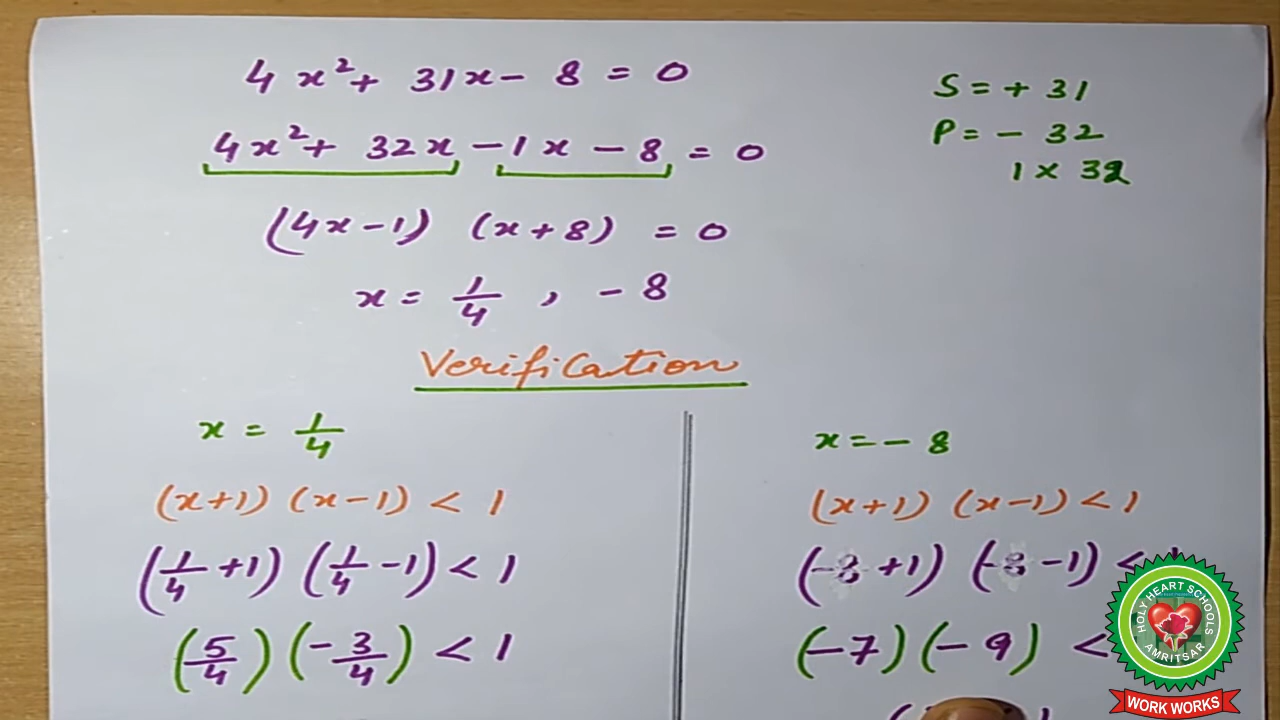 4x² + 31x - 8 = 0
S = + 31
P = - 32
1 x 32
4x² + 32x - 1x - 8 = 0
(4x-1) (x+8) = 0
x = 1/4 , - 8
Verification
x = 1/4
(x+1) (x-1) < 1
(1/4 +1) (1/4 -1) < 1
(5/4) (-3/4) < 1
x = - 8
(x+1) (x-1) < 1
(-8 +1) (-8 -1) <
(-7) (-9) <
HOLY HEART SCHOOLS
AMRITSAR
WORK WORKS